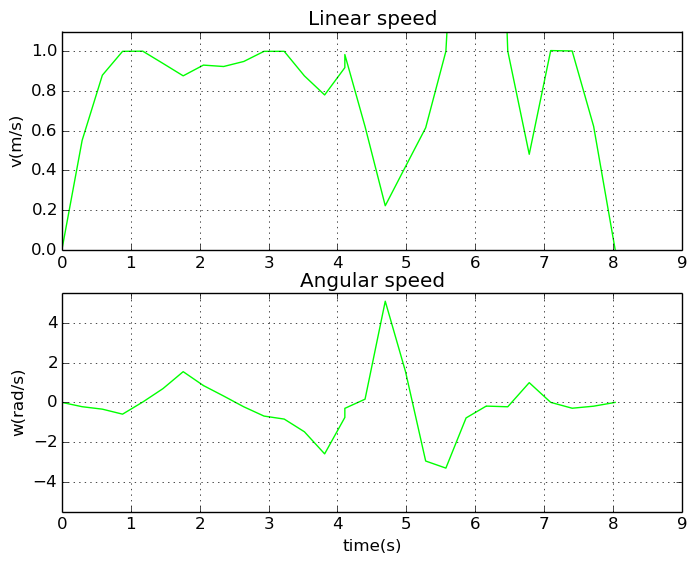 Linear speed
1.0
0.8
0.6
0.4
0.2
0.0
v(m/s)
0 1 2 3 4 5 6 7 8 9
Angular speed
4
2
0
−2
−4
w(rad/s)
0 1 2 3 4 5 6 7 8 9
time(s)